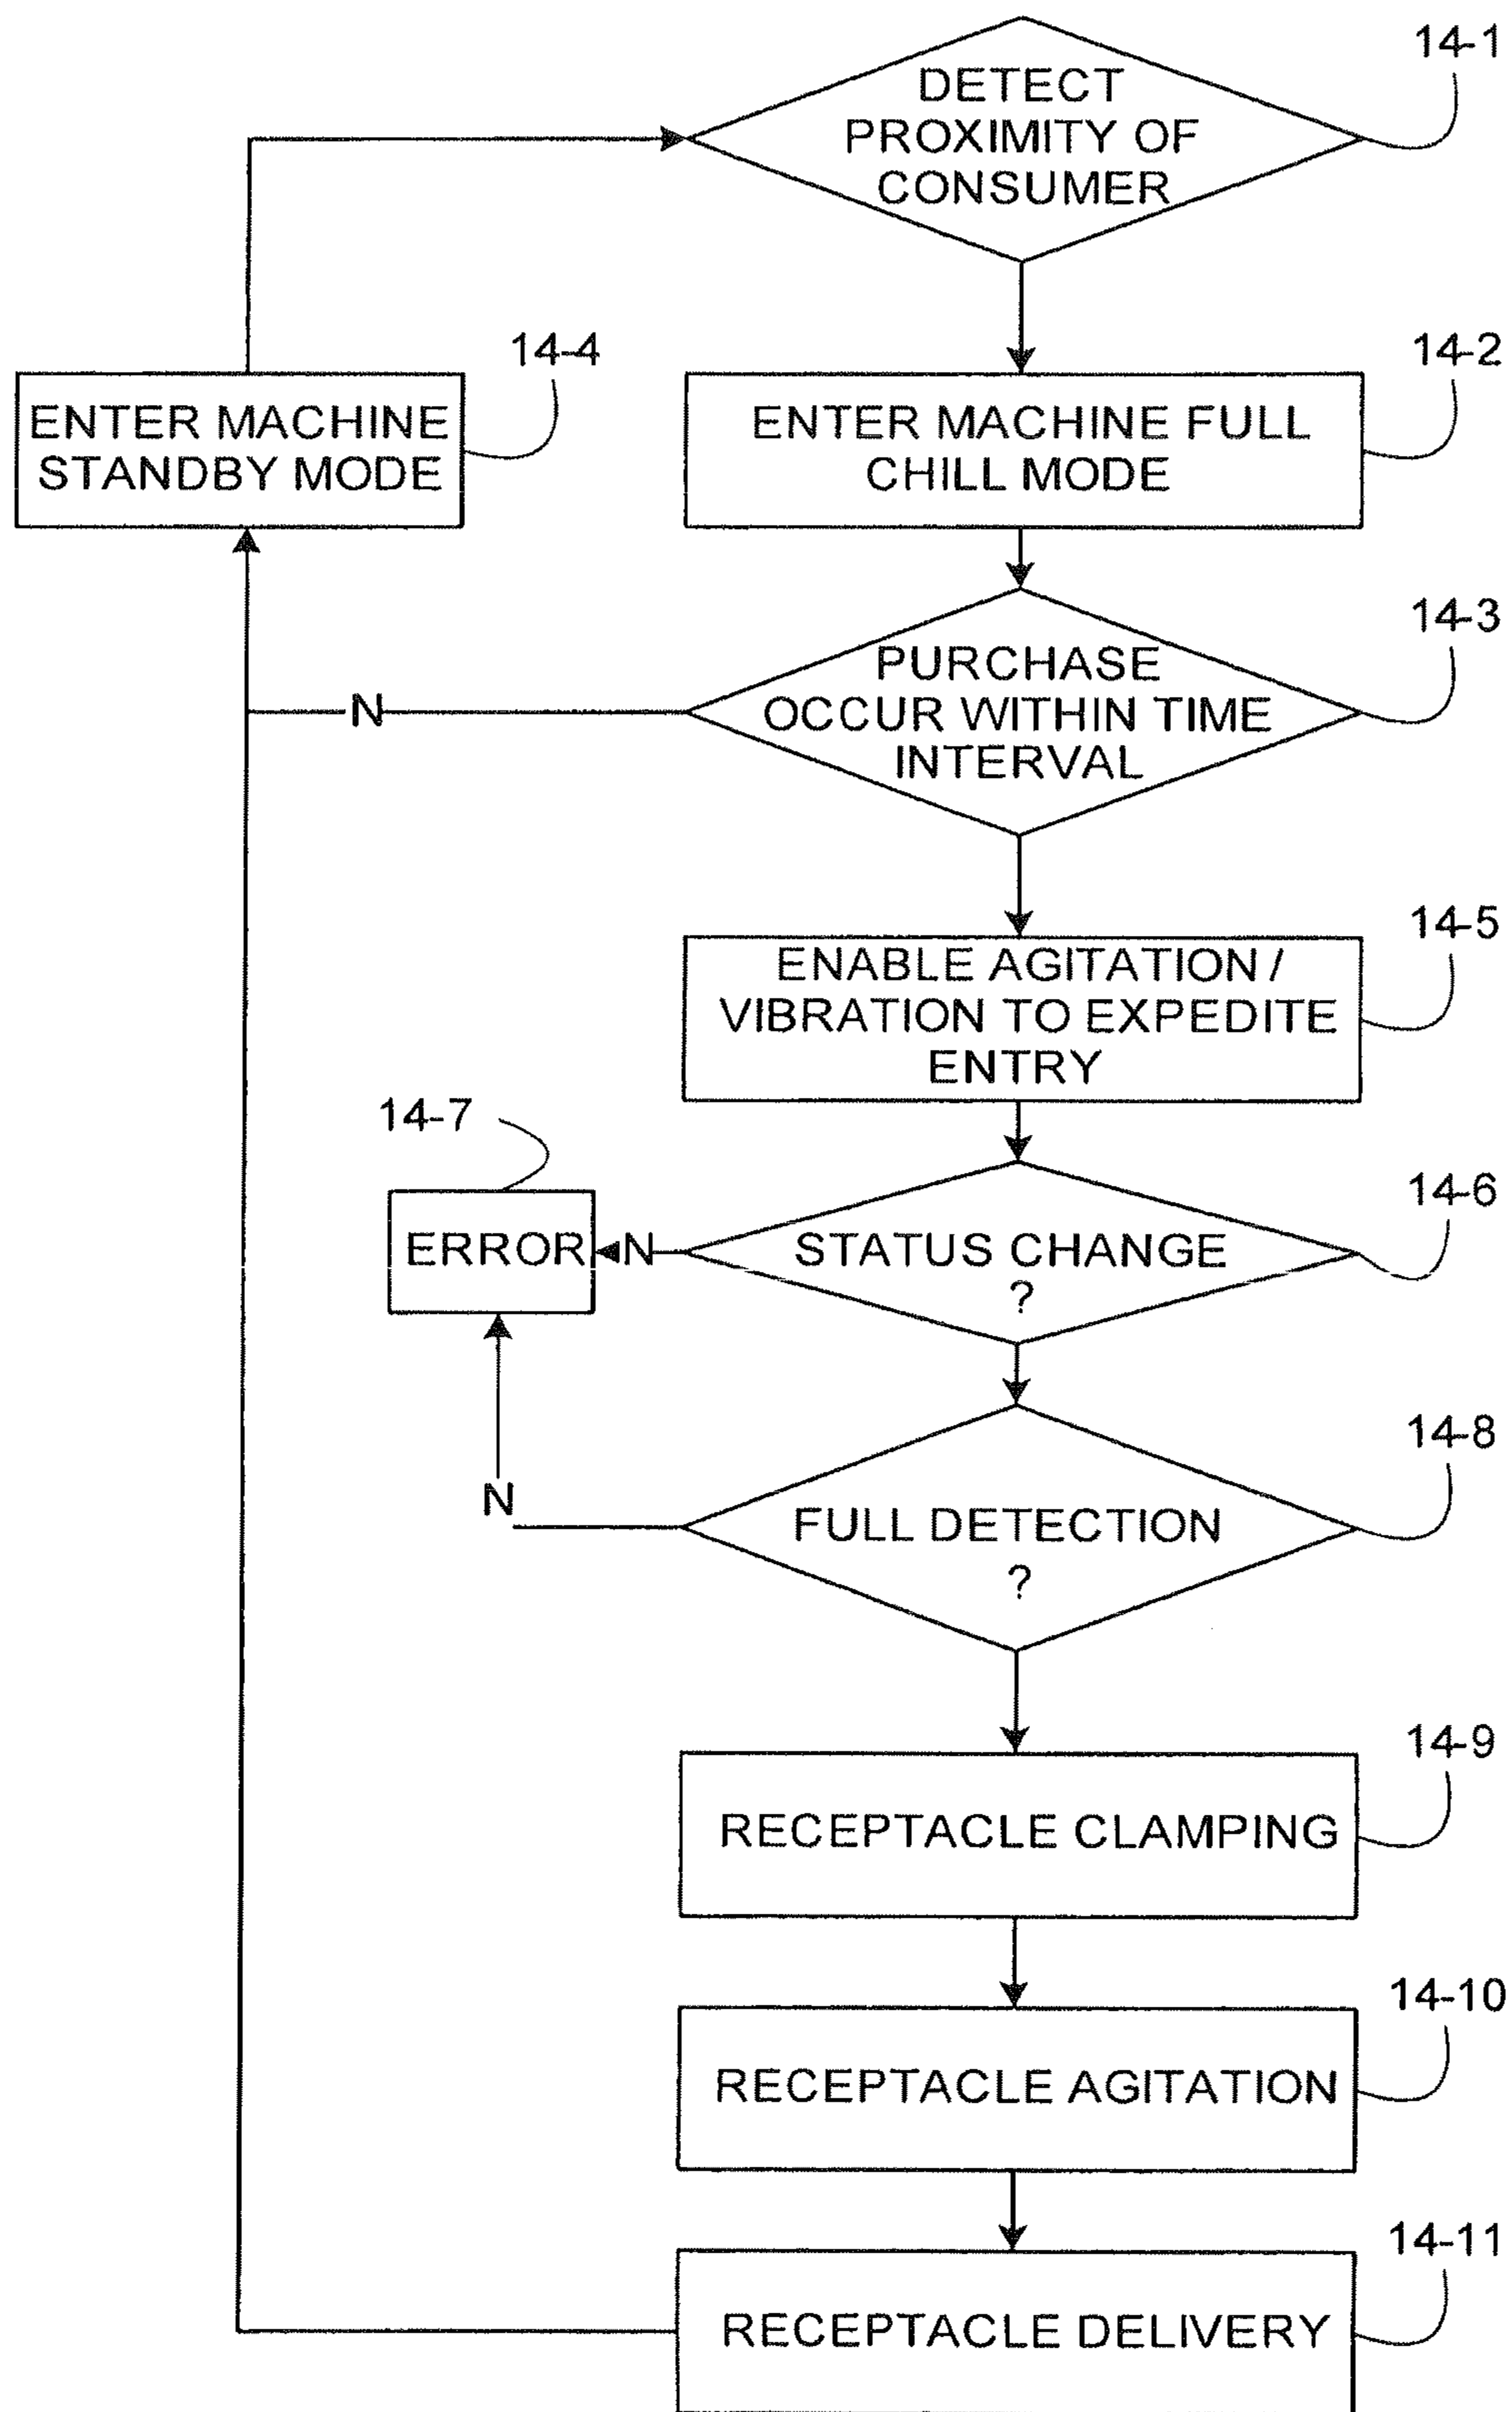 14-1
DETECT
PROXIMITY OF
CONSUMER
14-4
ENTER MACHINE
STANDBY MODE
14-2
ENTER MACHINE FULL
CHILL MODE
14-3
PURCHASE
OCCUR WITHIN TIME
INTERVAL
N
14-5
ENABLE AGITATION /
VIBRATION TO EXPEDITE
ENTRY
14-7
ERROR
N
14-6
STATUS CHANGE
?
14-8
N
FULL DETECTION
?
14-9
RECEPTACLE CLAMPING
14-10
RECEPTACLE AGITATION
14-11
RECEPTACLE DELIVERY